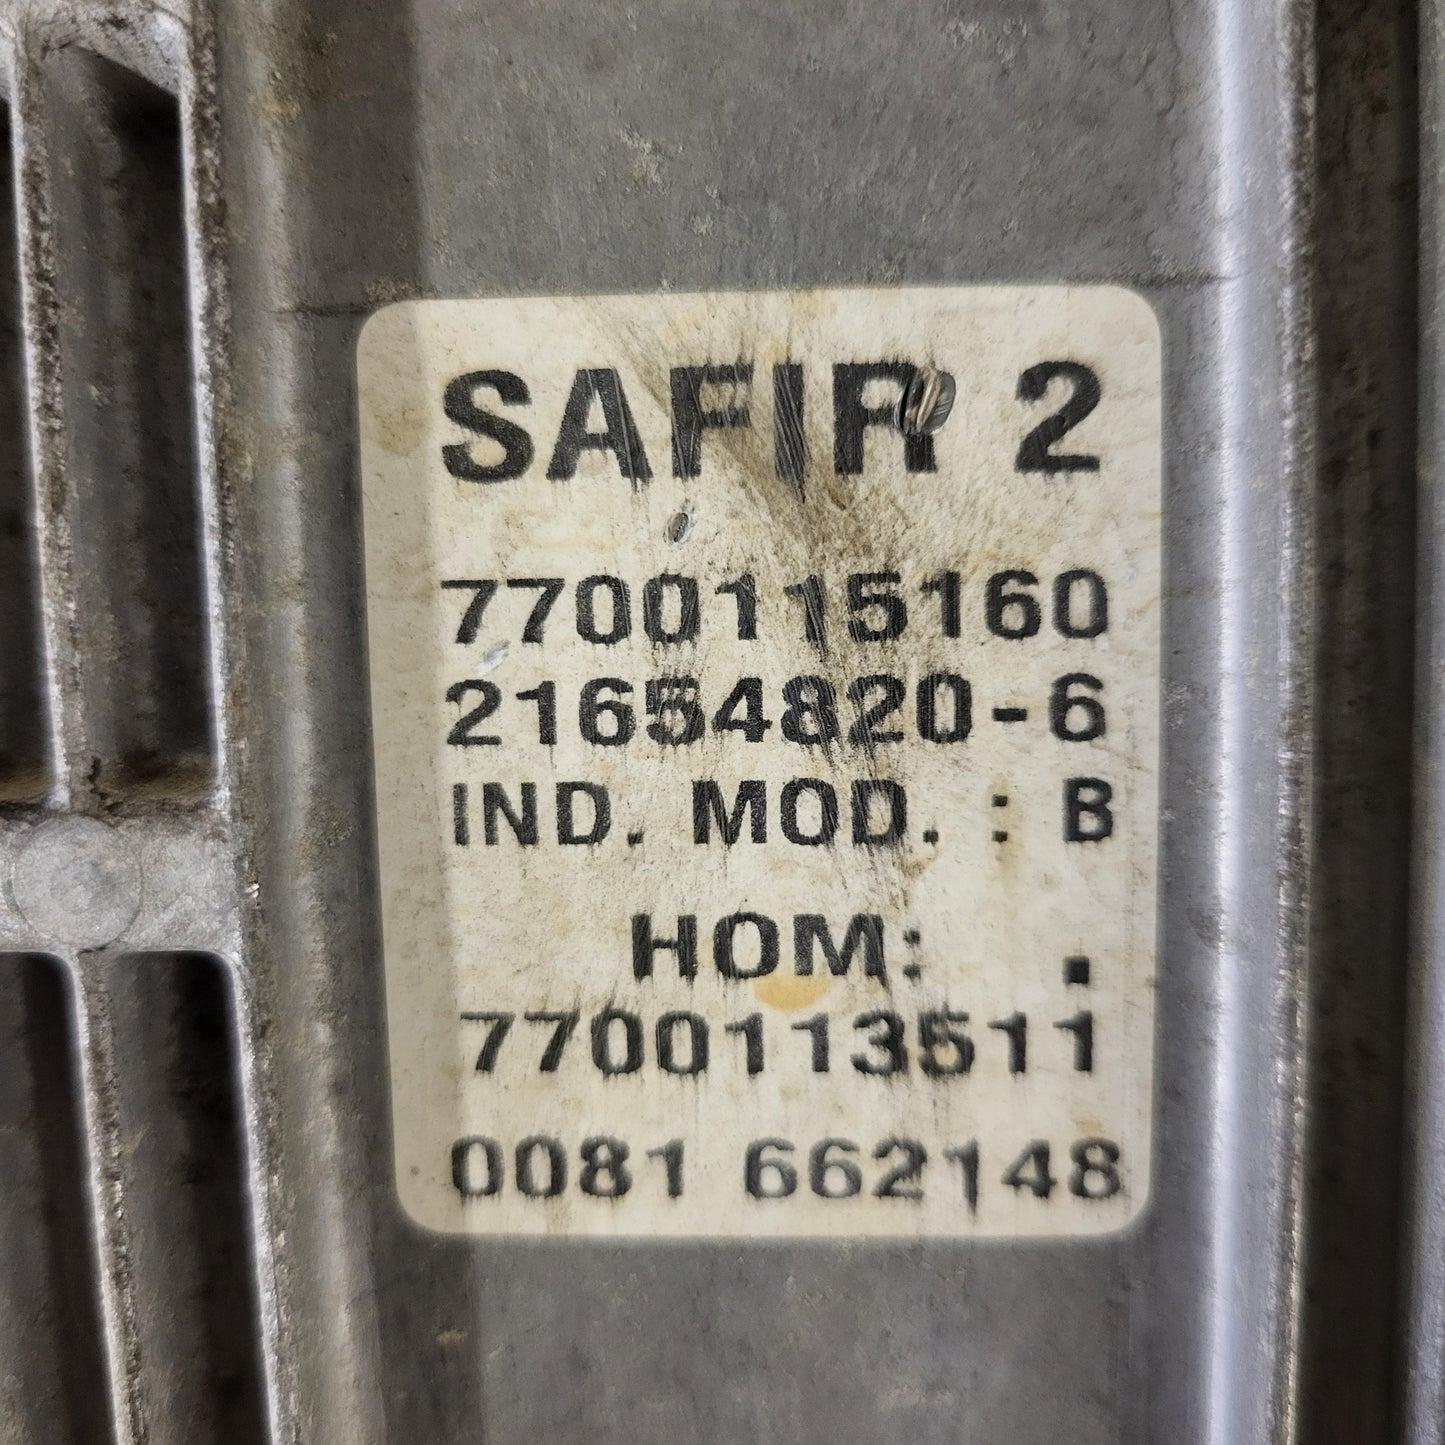 SAFIR 2
7700115160
21654820-6
IND. MOD. : B
HOM: .
7700113511
0081 662148